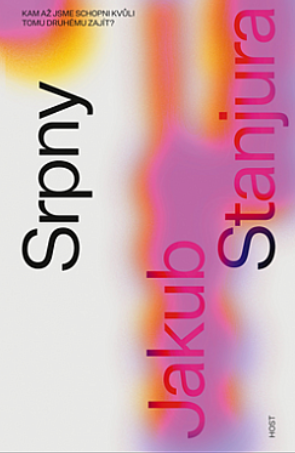 KAM AŽ JSME SCHOPNI KVŮLI
TOMU DRUHÉMU ZAJÍT?
Srpny
Jakub
Stanjura
HOST